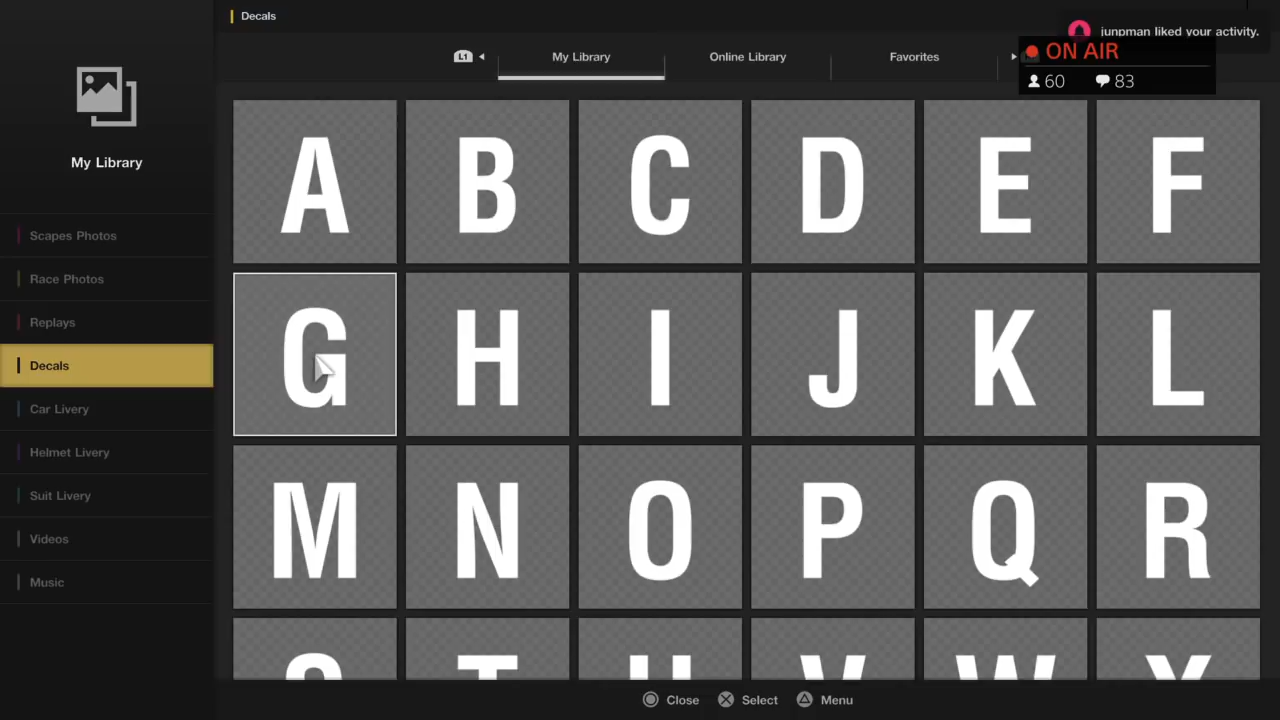 Decals
junpman liked your activity.
ON AIR
60 83
L1 My Library Online Library Favorites
My Library
Scapes Photos
Race Photos
Replays
Decals
Car Livery
Helmet Livery
Suit Livery
Videos
Music
A B C D E F
G H I J K L
M N O P Q R
S T U V W X
Close Select Menu